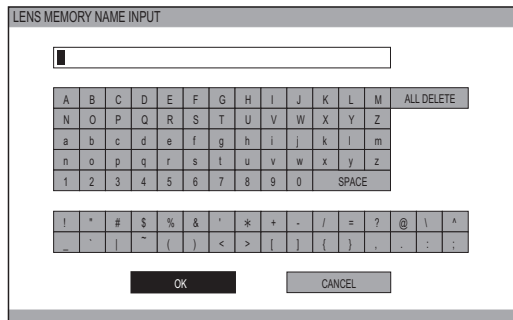 LENS MEMORY NAME INPUT
A B C D E F G H I J K L M ALL DELETE
N O P Q R S T U V W X Y Z
a b c d e f g h i j k l m
n o p q r s t u v w x y z
1 2 3 4 5 6 7 8 9 0 SPACE
! " # $ % & ' * + - / = ? @ \ ^
_ ` | ~ ( ) < > [ ] { } , . : ;
OK CANCEL